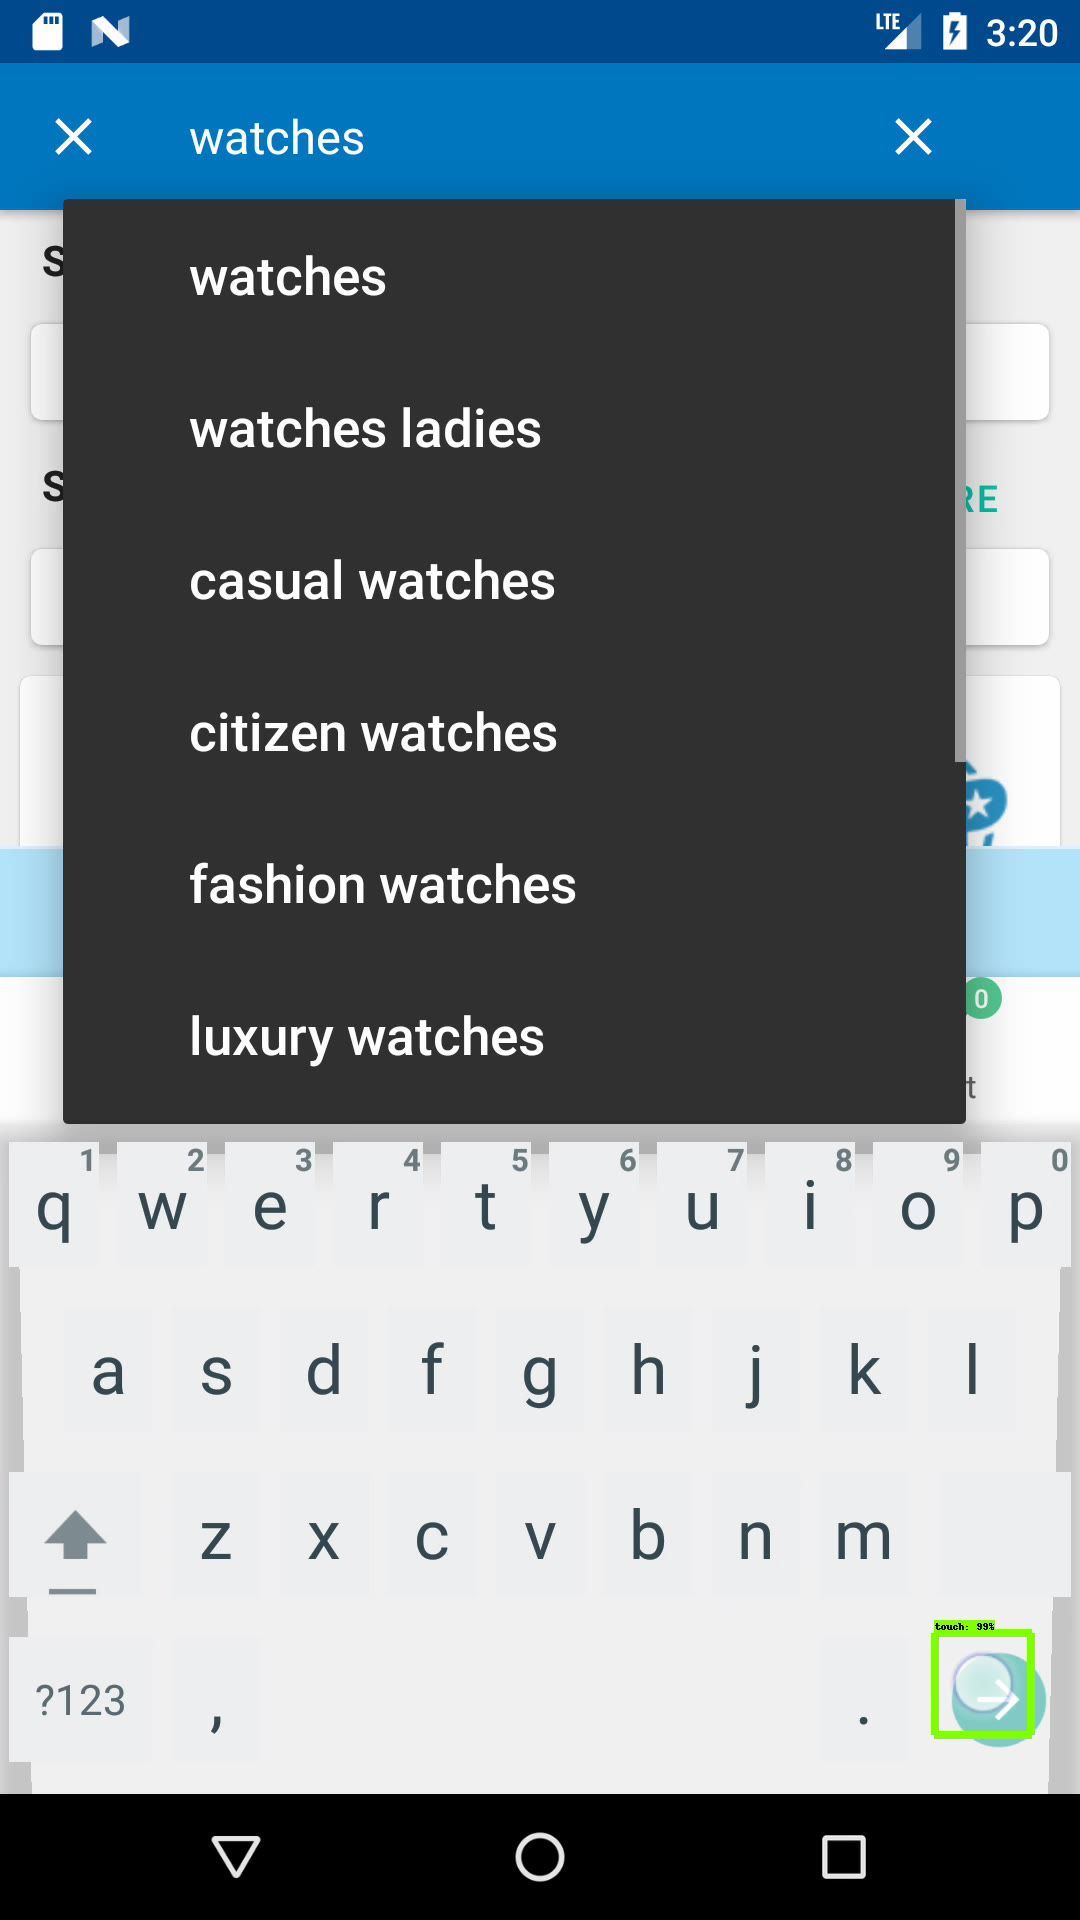 LTE 3:20
watches
S
watches
watches ladies
S
RE
casual watches
citizen watches
fashion watches
0
luxury watches
t
1 2 3 4 5 6 7 8 9 0
q w e r t y u i o p
a s d f g h j k l
z x c v b n m
touch: 99%
?123 , .